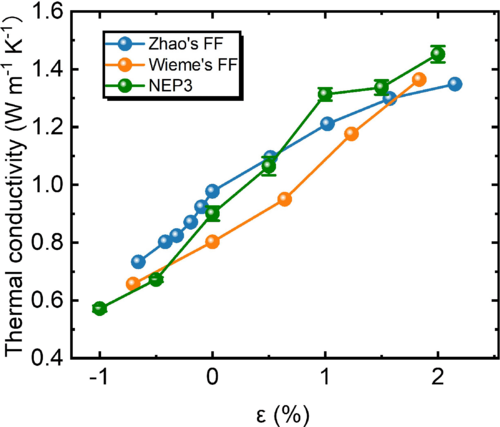 Thermal conductivity (W m⁻¹ K⁻¹)
1.6
1.4
1.2
1.0
0.8
0.6
0.4
Zhao's FF
Wieme's FF
NEP3
-1
0
1
2
ε (%)